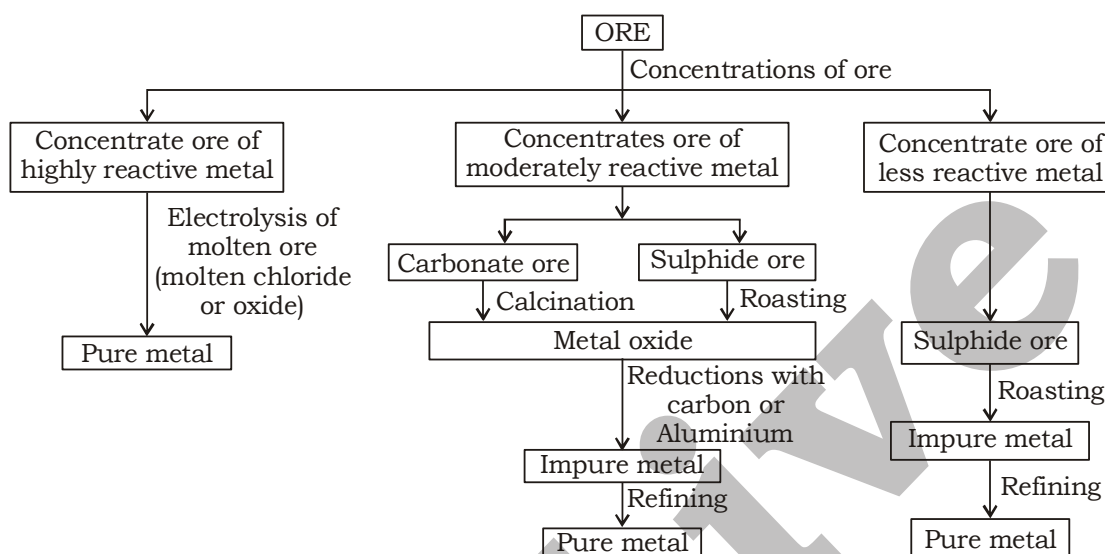 ORE
Concentrations of ore
Concentrate ore of
highly reactive metal
Electrolysis of
molten ore
(molten chloride
or oxide)
Pure metal
Concentrates ore of
moderately reactive metal
Carbonate ore
Sulphide ore
Calcination
Roasting
Metal oxide
Reductions with
carbon or
Aluminium
Impure metal
Refining
Pure metal
Concentrate ore of
less reactive metal
Sulphide ore
Roasting
Impure metal
Refining
Pure metal